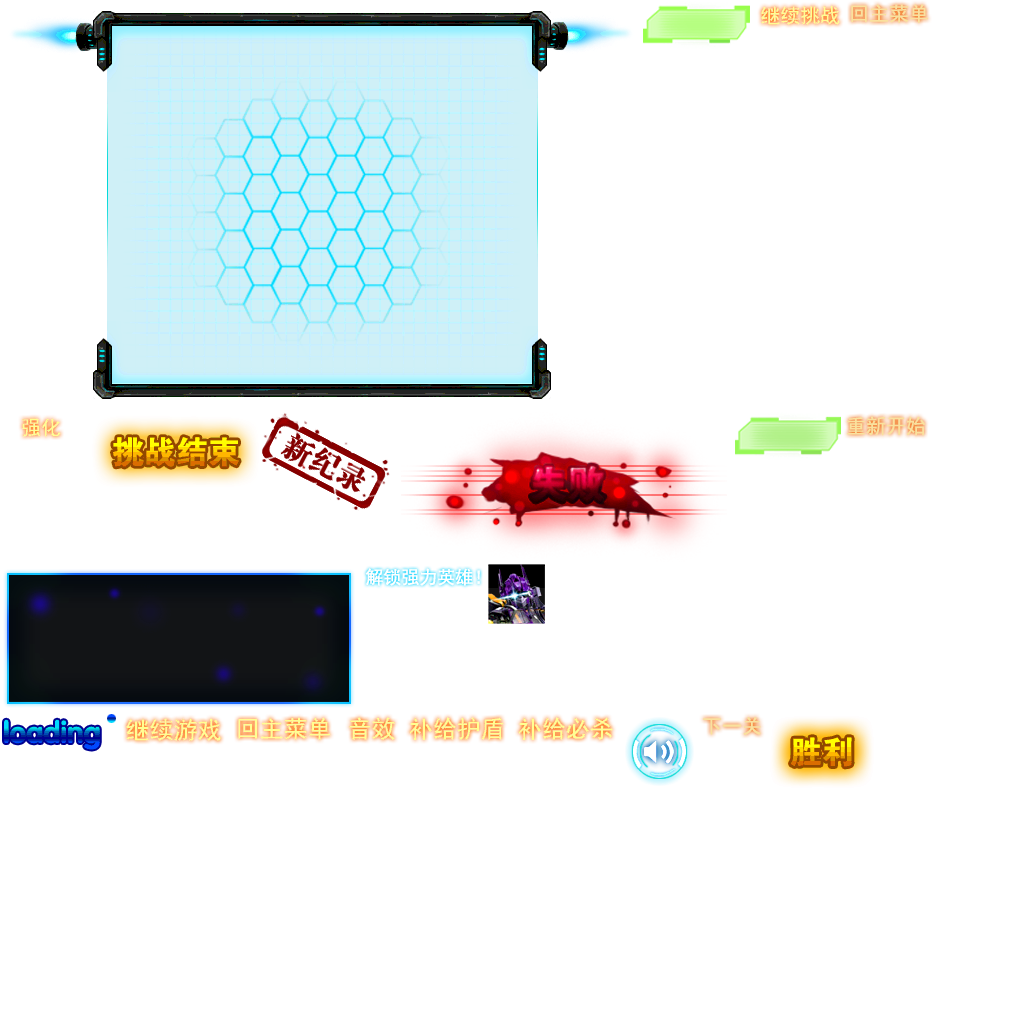 继续挑战
回主菜单
强化
挑战结束
新纪录
失败
重新开始
解锁强力英雄!
loading
继续游戏
回主菜单
音效
补给护盾
补给必杀
下一关
胜利